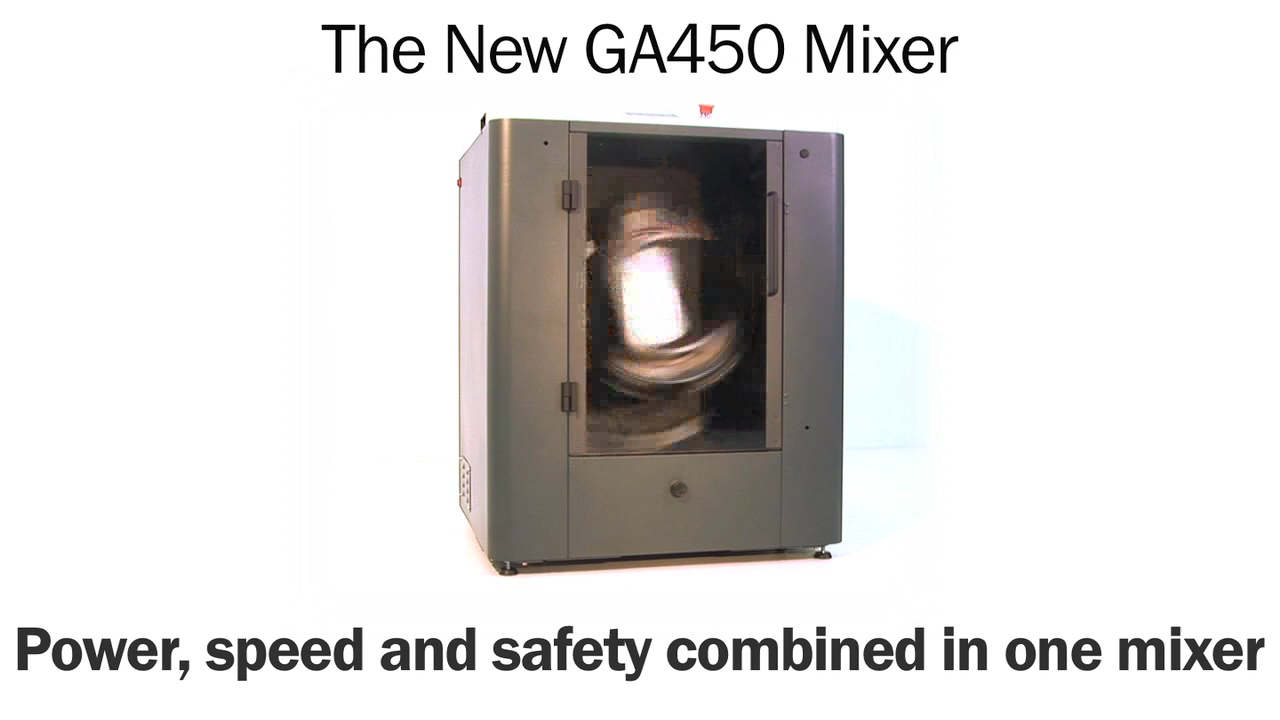 The New GA450 Mixer
Power, speed and safety combined in one mixer